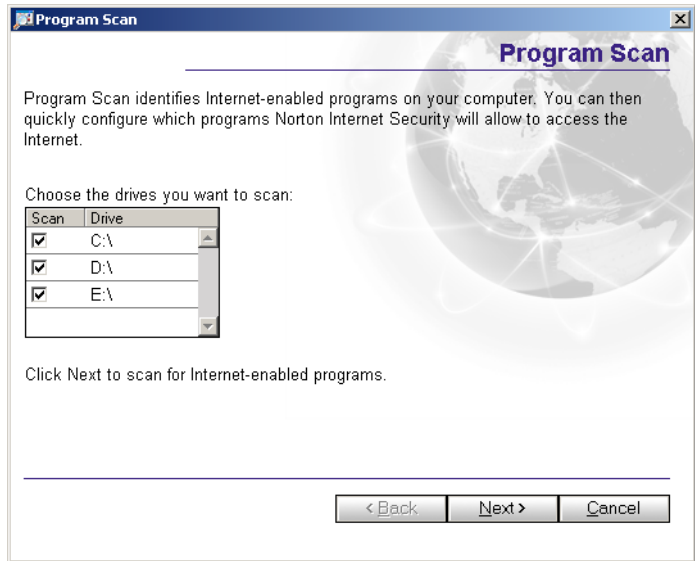 Program Scan
Program Scan
Program Scan identifies Internet-enabled programs on your computer. You can then
quickly configure which programs Norton Internet Security will allow to access the
Internet.
Choose the drives you want to scan:
Scan Drive
C:\
D:\
E:\
Click Next to scan for Internet-enabled programs.
< Back Next > Cancel